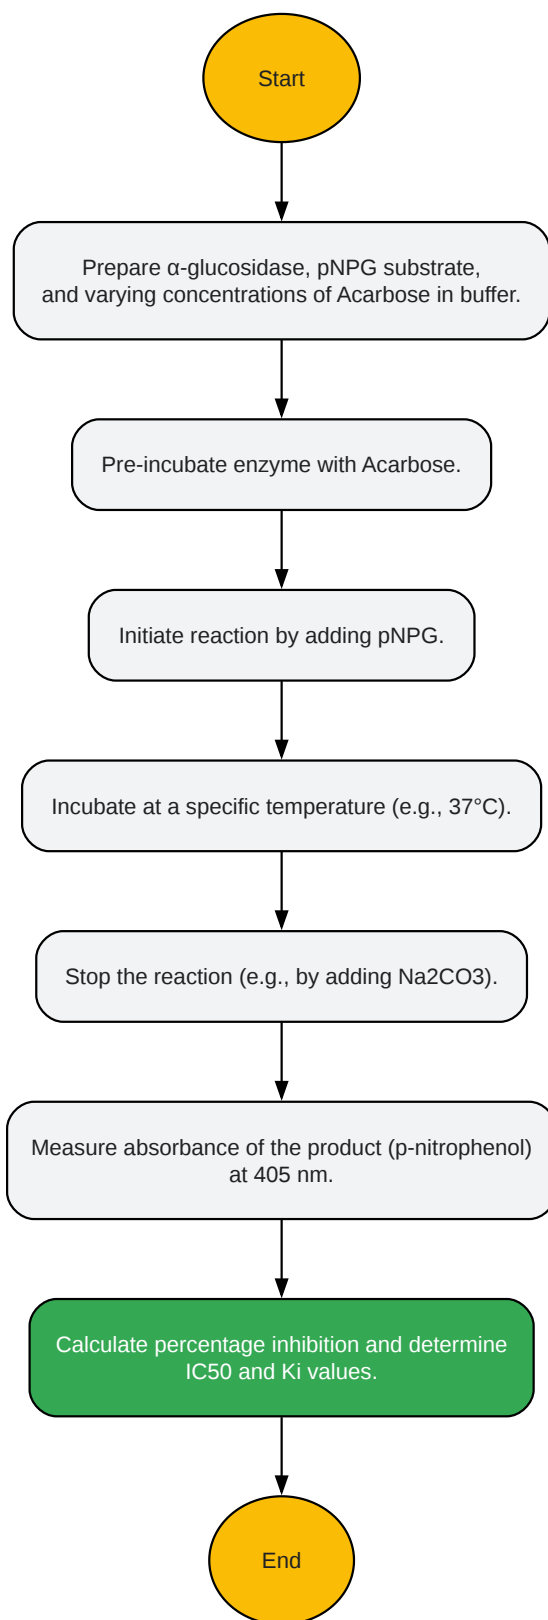 Start
Prepare α-glucosidase, pNPG substrate,
and varying concentrations of Acarbose in buffer.
Pre-incubate enzyme with Acarbose.
Initiate reaction by adding pNPG.
Incubate at a specific temperature (e.g., 37°C).
Stop the reaction (e.g., by adding Na2CO3).
Measure absorbance of the product (p-nitrophenol)
at 405 nm.
Calculate percentage inhibition and determine
IC50 and Ki values.
End